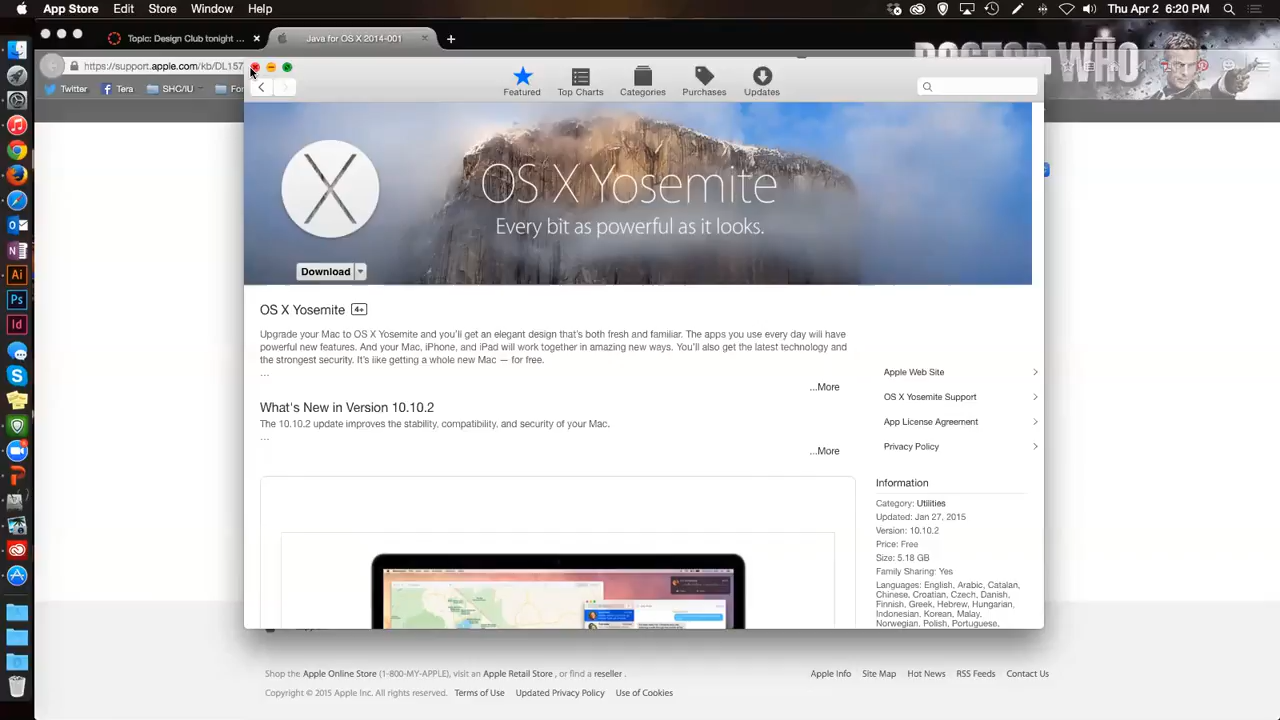 App Store Edit Store Window Help
Thu Apr 2 6:20 PM
Topic: Design Club tonight ...
Java for OS X 2014-001
https://support.apple.com/kb/DL157
DOCTOR WHO
Twitter
Tera
SHC/IU
For
Featured
Top Charts
Categories
Purchases
Updates
OS X Yosemite
Every bit as powerful as it looks.
Download
OS X Yosemite 4+
Upgrade your Mac to OS X Yosemite and you'll get an elegant design that's both fresh and familiar. The apps you use every day will have
powerful new features. And your Mac, iPhone, and iPad will work together in amazing new ways. You'll also get the latest technology and
the strongest security. It's like getting a whole new Mac — for free.
...
...More
What's New in Version 10.10.2
The 10.10.2 update improves the stability, compatibility, and security of your Mac.
...
...More
Apple Web Site
OS X Yosemite Support
App License Agreement
Privacy Policy
Information
Category: Utilities
Updated: Jan 27, 2015
Version: 10.10.2
Price: Free
Size: 5.18 GB
Family Sharing: Yes
Languages: English, Arabic, Catalan,
Chinese, Croatian, Czech, Danish,
Finnish, Greek, Hebrew, Hungarian,
Indonesian, Korean, Malay,
Norwegian, Polish, Portuguese,
Ai
Ps
Id
Shop the Apple Online Store (1-800-MY-APPLE), visit an Apple Retail Store , or find a reseller .
Apple Info Site Map Hot News RSS Feeds Contact Us
Copyright © 2015 Apple Inc. All rights reserved. Terms of Use Updated Privacy Policy Use of Cookies